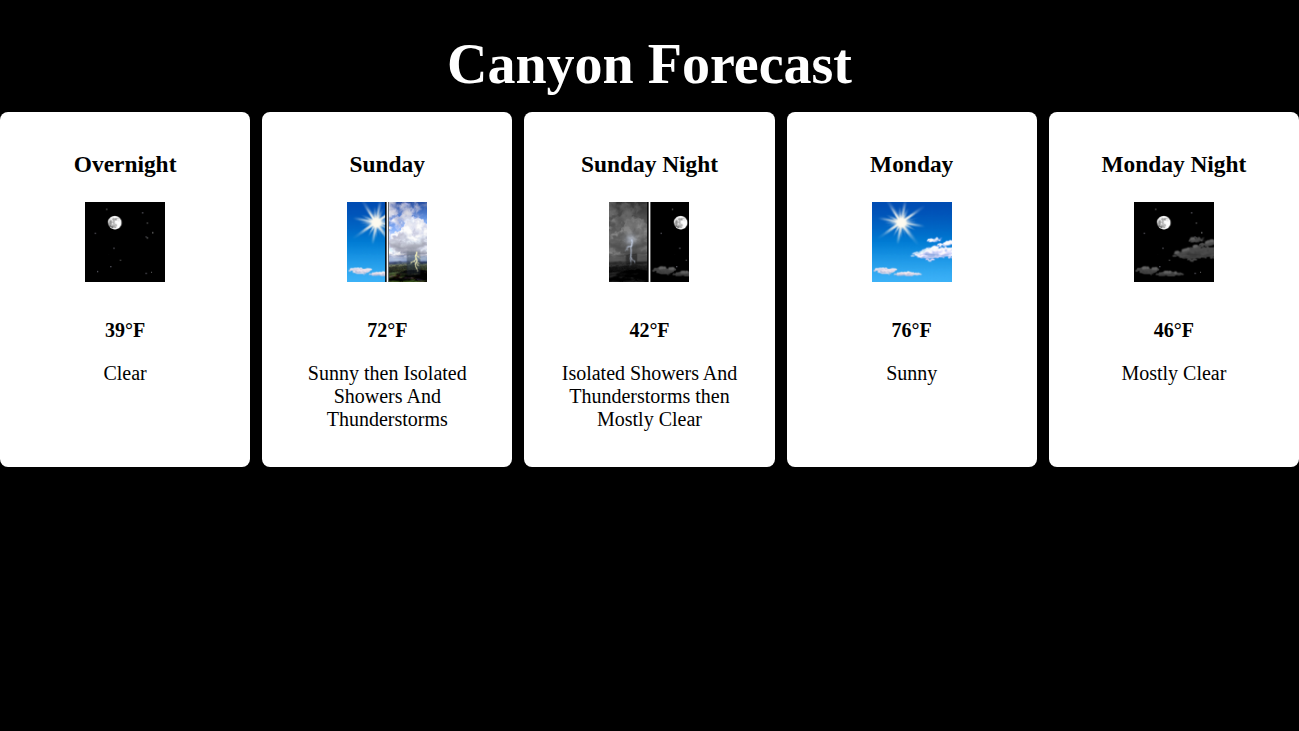 Canyon Forecast
Overnight
39°F
Clear
Sunday
72°F
Sunny then Isolated
Showers And
Thunderstorms
Sunday Night
42°F
Isolated Showers And
Thunderstorms then
Mostly Clear
Monday
76°F
Sunny
Monday Night
46°F
Mostly Clear